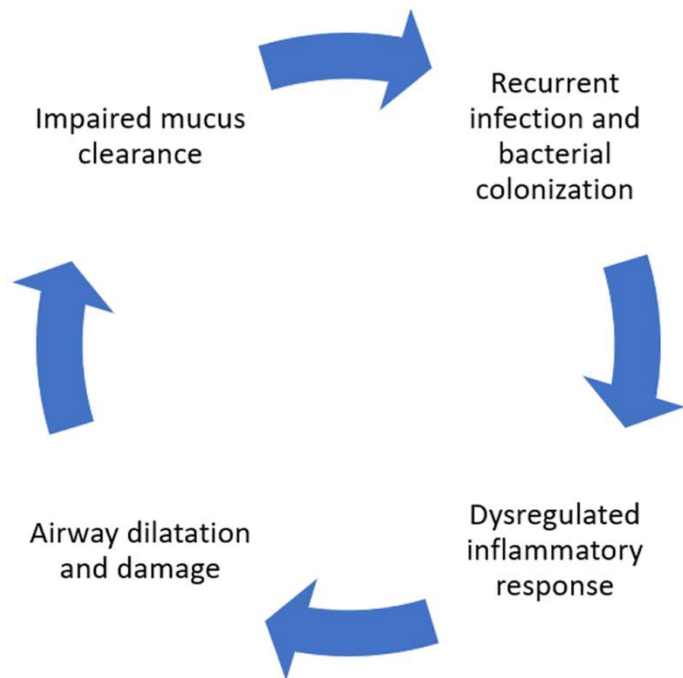 Impaired mucus
clearance
Recurrent
infection and
bacterial
colonization
Dysregulated
inflammatory
response
Airway dilatation
and damage